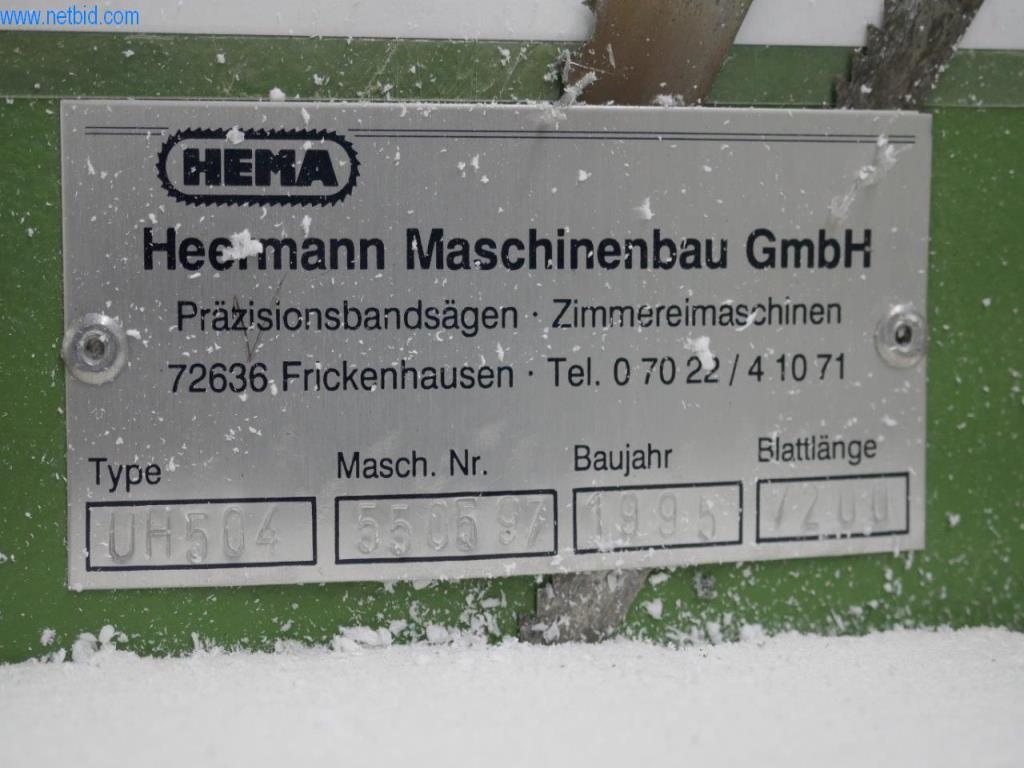 www.netbid.com
HEMA
Heermann Maschinenbau GmbH
Präzisionsbandsägen · Zimmereimaschinen
72636 Frickenhausen · Tel. 0 70 22 / 4 10 71
Type Masch. Nr. Baujahr Blattlänge
UH504 550597 1995 7200